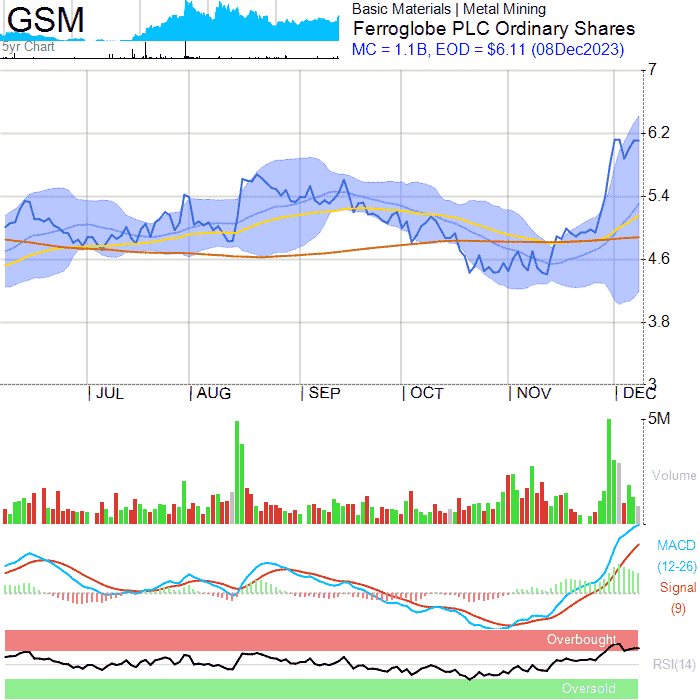 GSM
5yr Chart
Basic Materials | Metal Mining
Ferroglobe PLC Ordinary Shares
MC = 1.1B, EOD = $6.11 (08Dec2023)
7
6.2
5.4
4.6
3.8
3
JUL
AUG
SEP
OCT
NOV
DEC
5M
Volume
MACD
(12-26)
Signal
(9)
Overbought
RSI(14)
Oversold